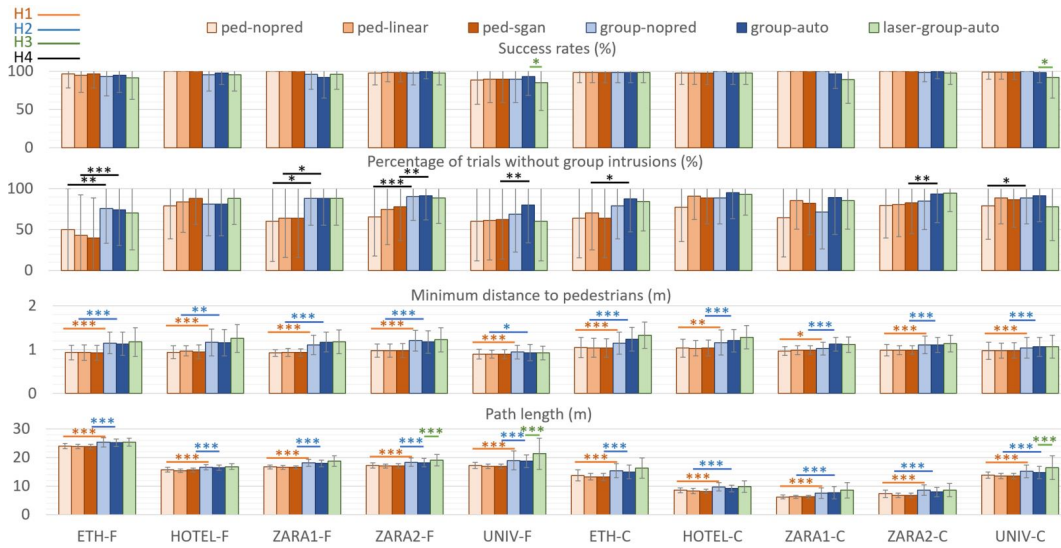 H1
H2
H3
H4
ped-nopred ped-linear ped-sgan group-nopred group-auto laser-group-auto
Success rates (%)
* *
100
50
0
Percentage of trials without group intrusions (%)
*** * ** ** * ** *
** * ***
100
50
0
Minimum distance to pedestrians (m)
*** ** *** *** * *** *** *** *** ***
*** *** *** *** *** *** ** * *** ***
2
1
0
Path length (m)
*** *** *** *** *** *** *** *** *** *** *** *** ***
*** *** *** *** *** *** *** *** *** ***
30
20
10
0
ETH-F HOTEL-F ZARA1-F ZARA2-F UNIV-F ETH-C HOTEL-C ZARA1-C ZARA2-C UNIV-C